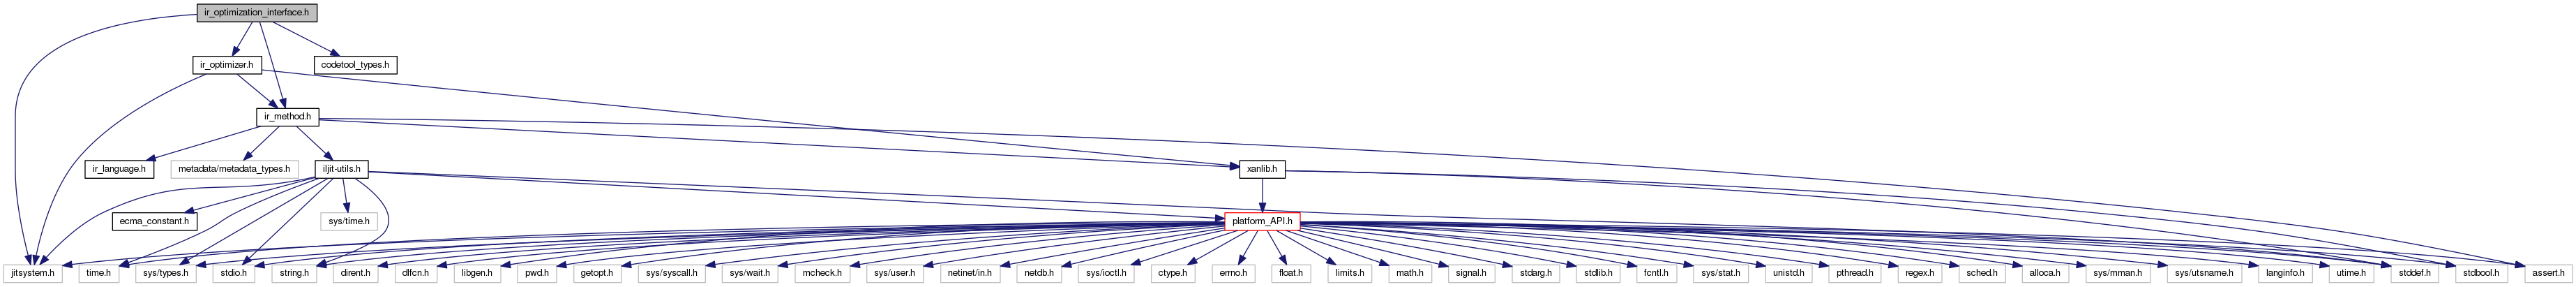 ir_optimization_interface.h
ir_optimizer.h
codetool_types.h
ir_method.h
ir_language.h
metadata/metadata_types.h
iljit-utils.h
xanlib.h
ecma_constant.h
sys/time.h
platform_API.h
jitsystem.h
time.h
sys/types.h
stdio.h
string.h
dirent.h
dlfcn.h
libgen.h
pwd.h
getopt.h
sys/syscall.h
sys/wait.h
mcheck.h
sys/user.h
netinet/in.h
netdb.h
sys/ioctl.h
ctype.h
errno.h
float.h
limits.h
math.h
signal.h
stdarg.h
stdlib.h
fcntl.h
sys/stat.h
unistd.h
pthread.h
regex.h
sched.h
alloca.h
sys/mman.h
sys/utsname.h
langinfo.h
utime.h
stddef.h
stdbool.h
assert.h